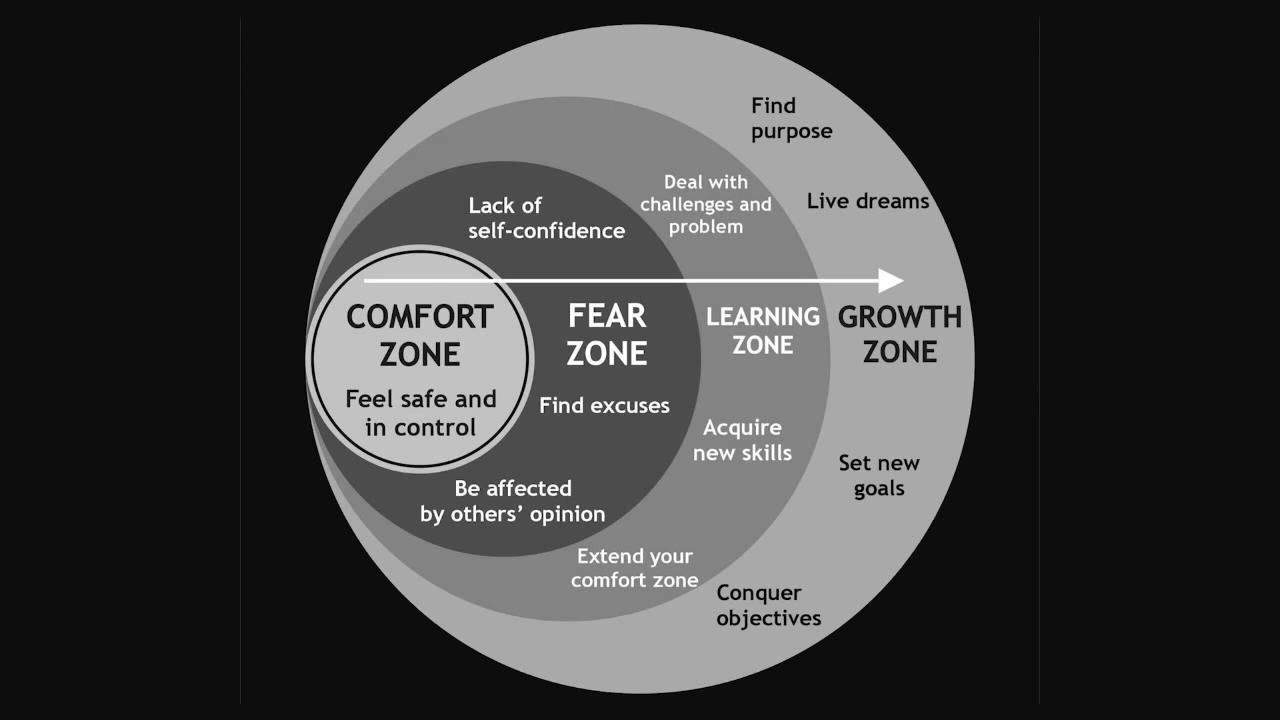 Find
purpose
Live dreams
Deal with
challenges and
problem
Lack of
self-confidence
COMFORT
ZONE
Feel safe and
in control
FEAR
ZONE
Find excuses
Be affected
by others’ opinion
LEARNING
ZONE
Acquire
new skills
Extend your
comfort zone
GROWTH
ZONE
Set new
goals
Conquer
objectives